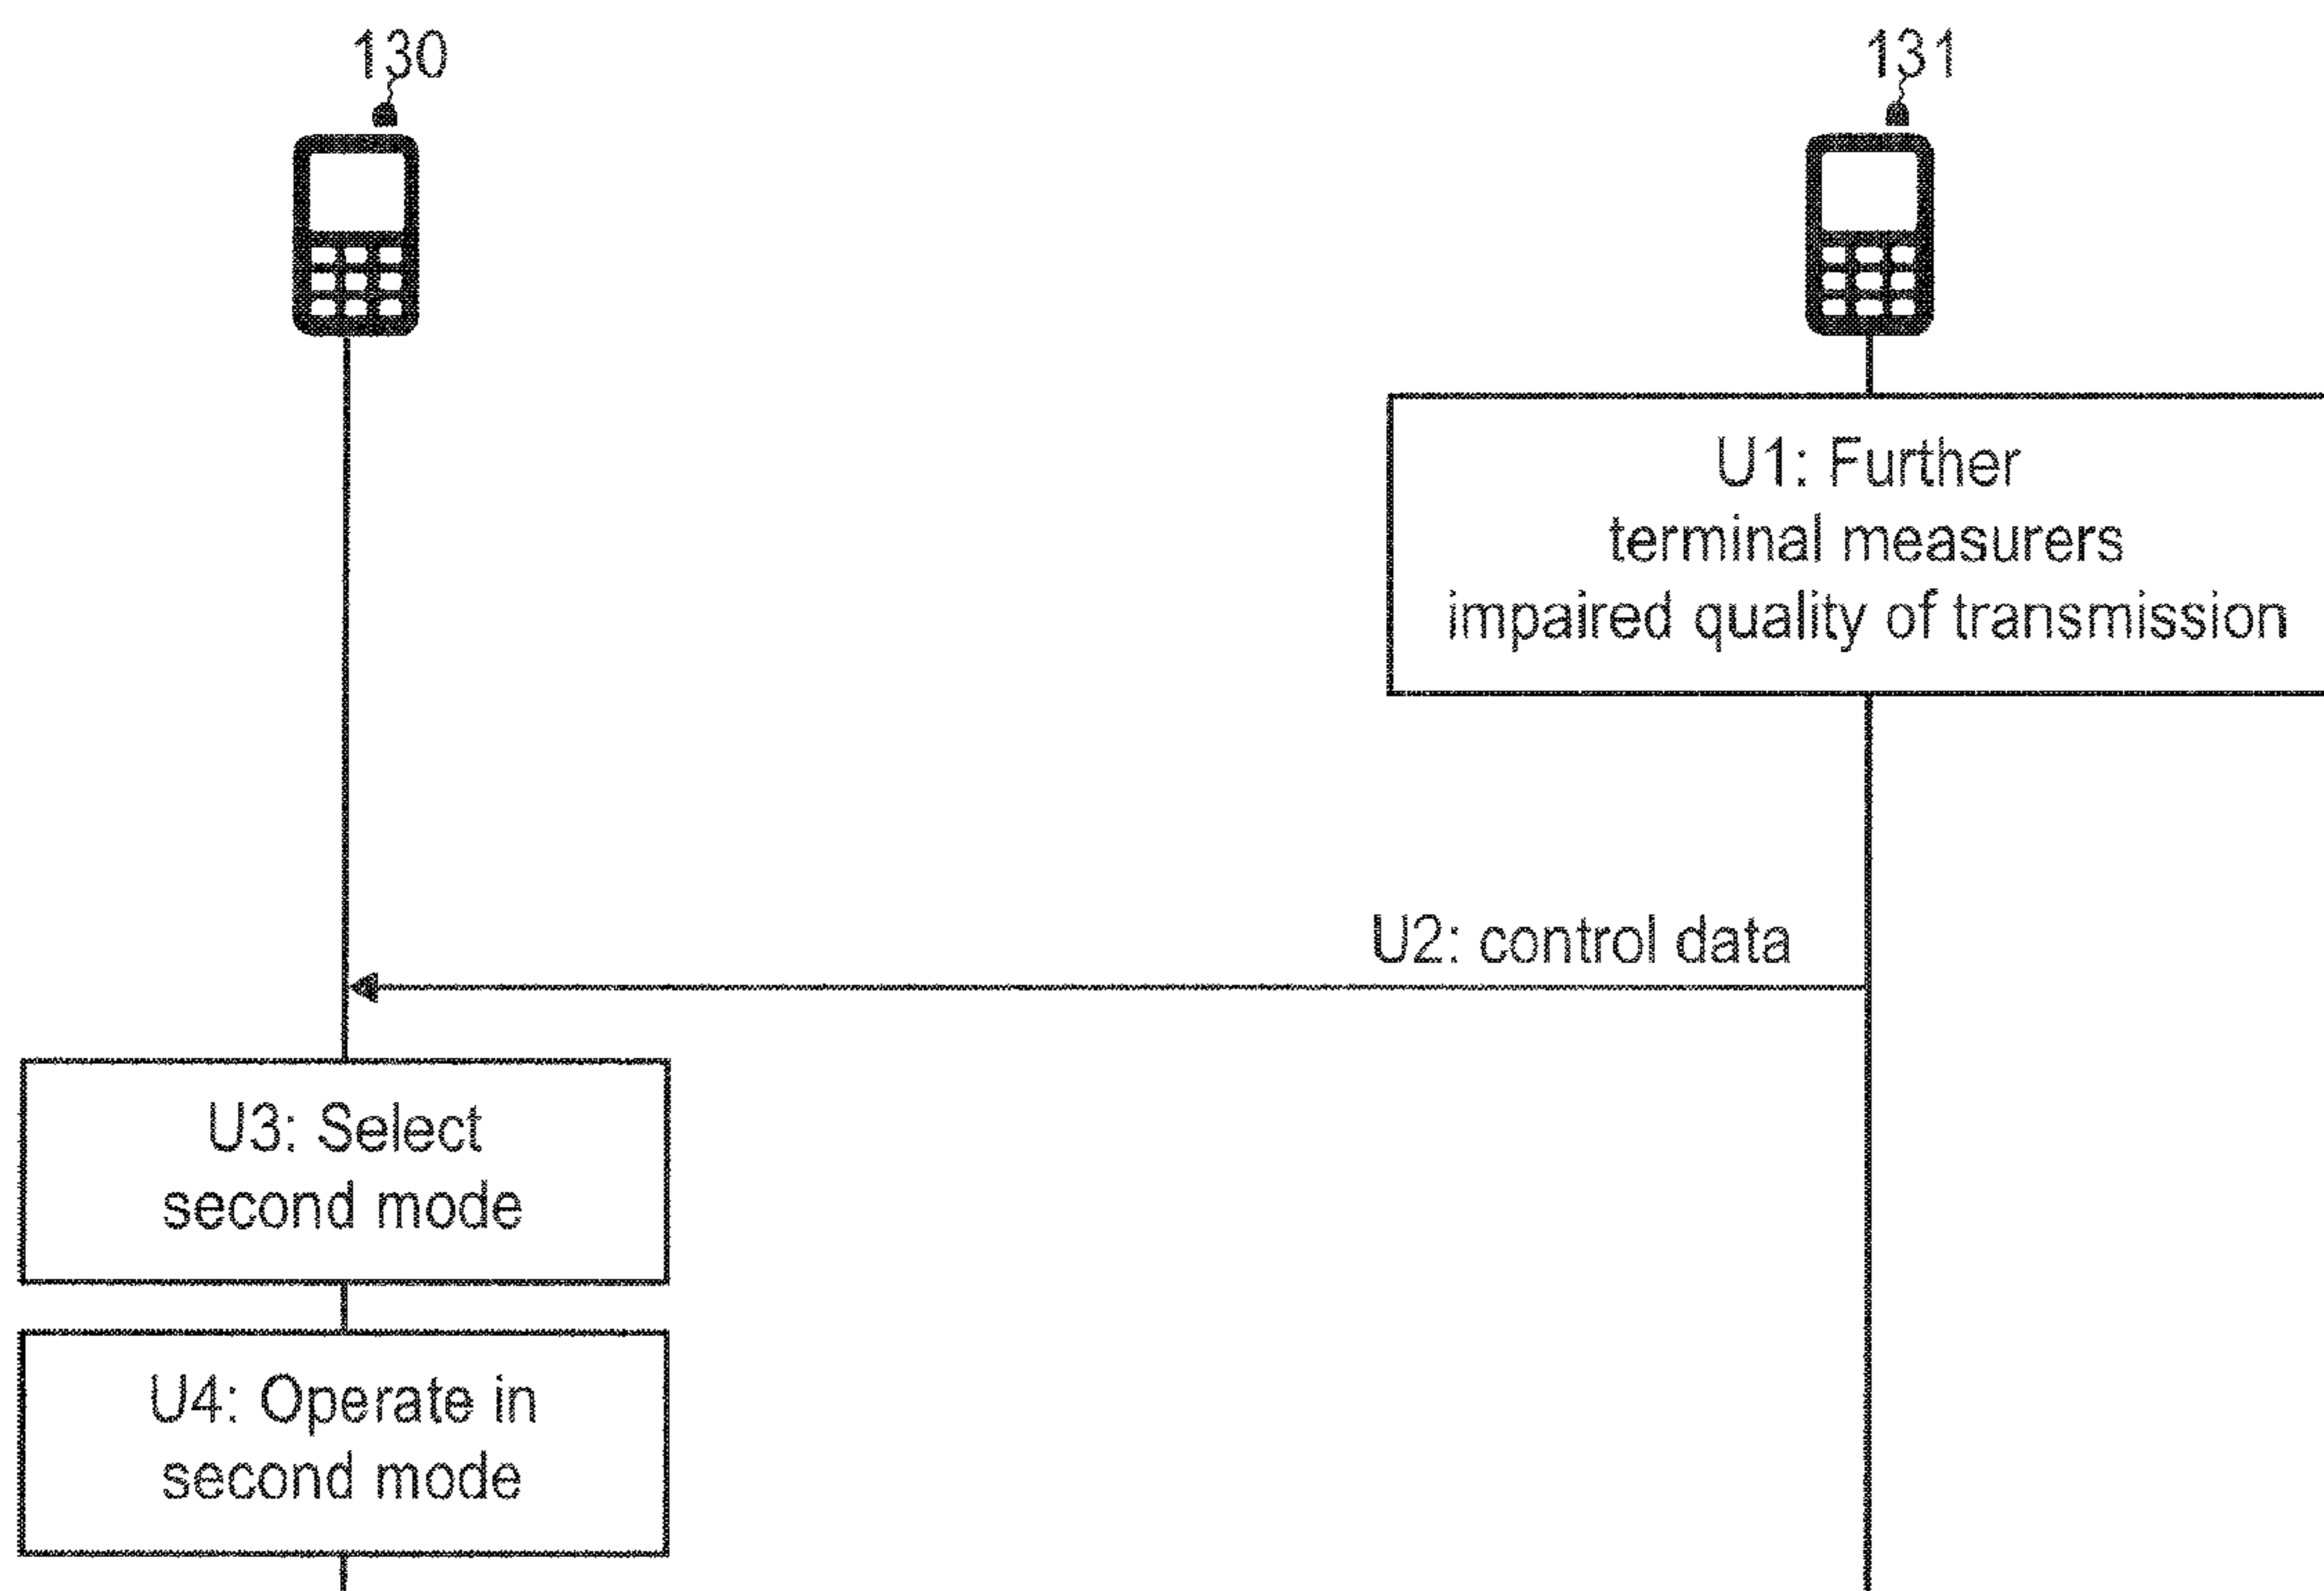 130
131
U1: Further
terminal measurers
impaired quality of transmission
U2: control data
U3: Select
second mode
U4: Operate in
second mode